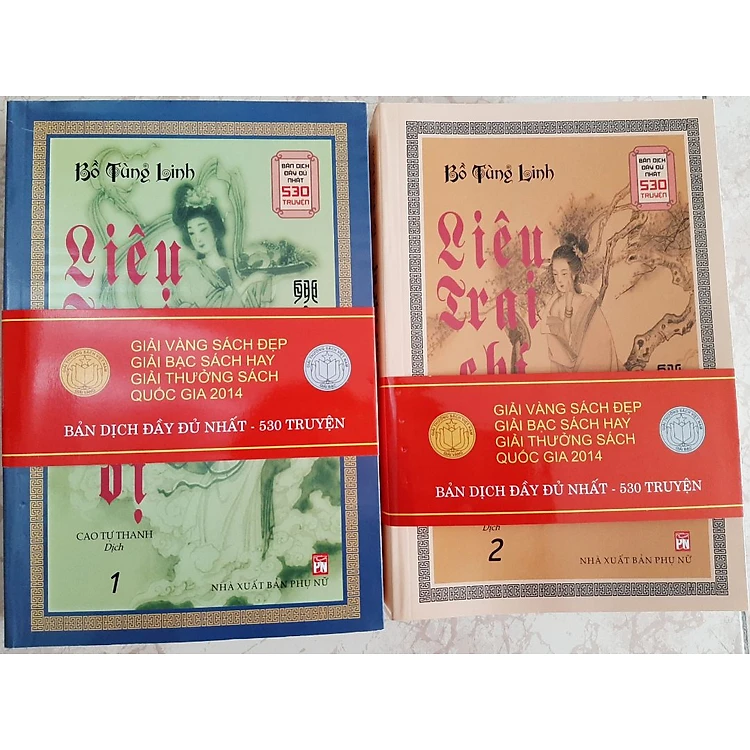 Bồ Tùng Linh
BẢN DỊCH
ĐẦY ĐỦ
NHẤT
530
TRUYỆN
Liêu
GIẢI VÀNG SÁCH ĐẸP
GIẢI BẠC SÁCH HAY
GIẢI THƯỞNG SÁCH
QUỐC GIA 2014
BẢN DỊCH ĐẦY ĐỦ NHẤT - 530 TRUYỆN
dị
CAO TỰ THANH
Dịch
1
PN
NHÀ XUẤT BẢN PHỤ NỮ
Bồ Tùng Linh
BẢN DỊCH
ĐẦY ĐỦ
NHẤT
530
TRUYỆN
Liêu
Trai
chí
GIẢI VÀNG SÁCH ĐẸP
GIẢI BẠC SÁCH HAY
GIẢI THƯỞNG SÁCH
QUỐC GIA 2014
BẢN DỊCH ĐẦY ĐỦ NHẤT - 530 TRUYỆN
Dịch
2
PN
NHÀ XUẤT BẢN PHỤ NỮ